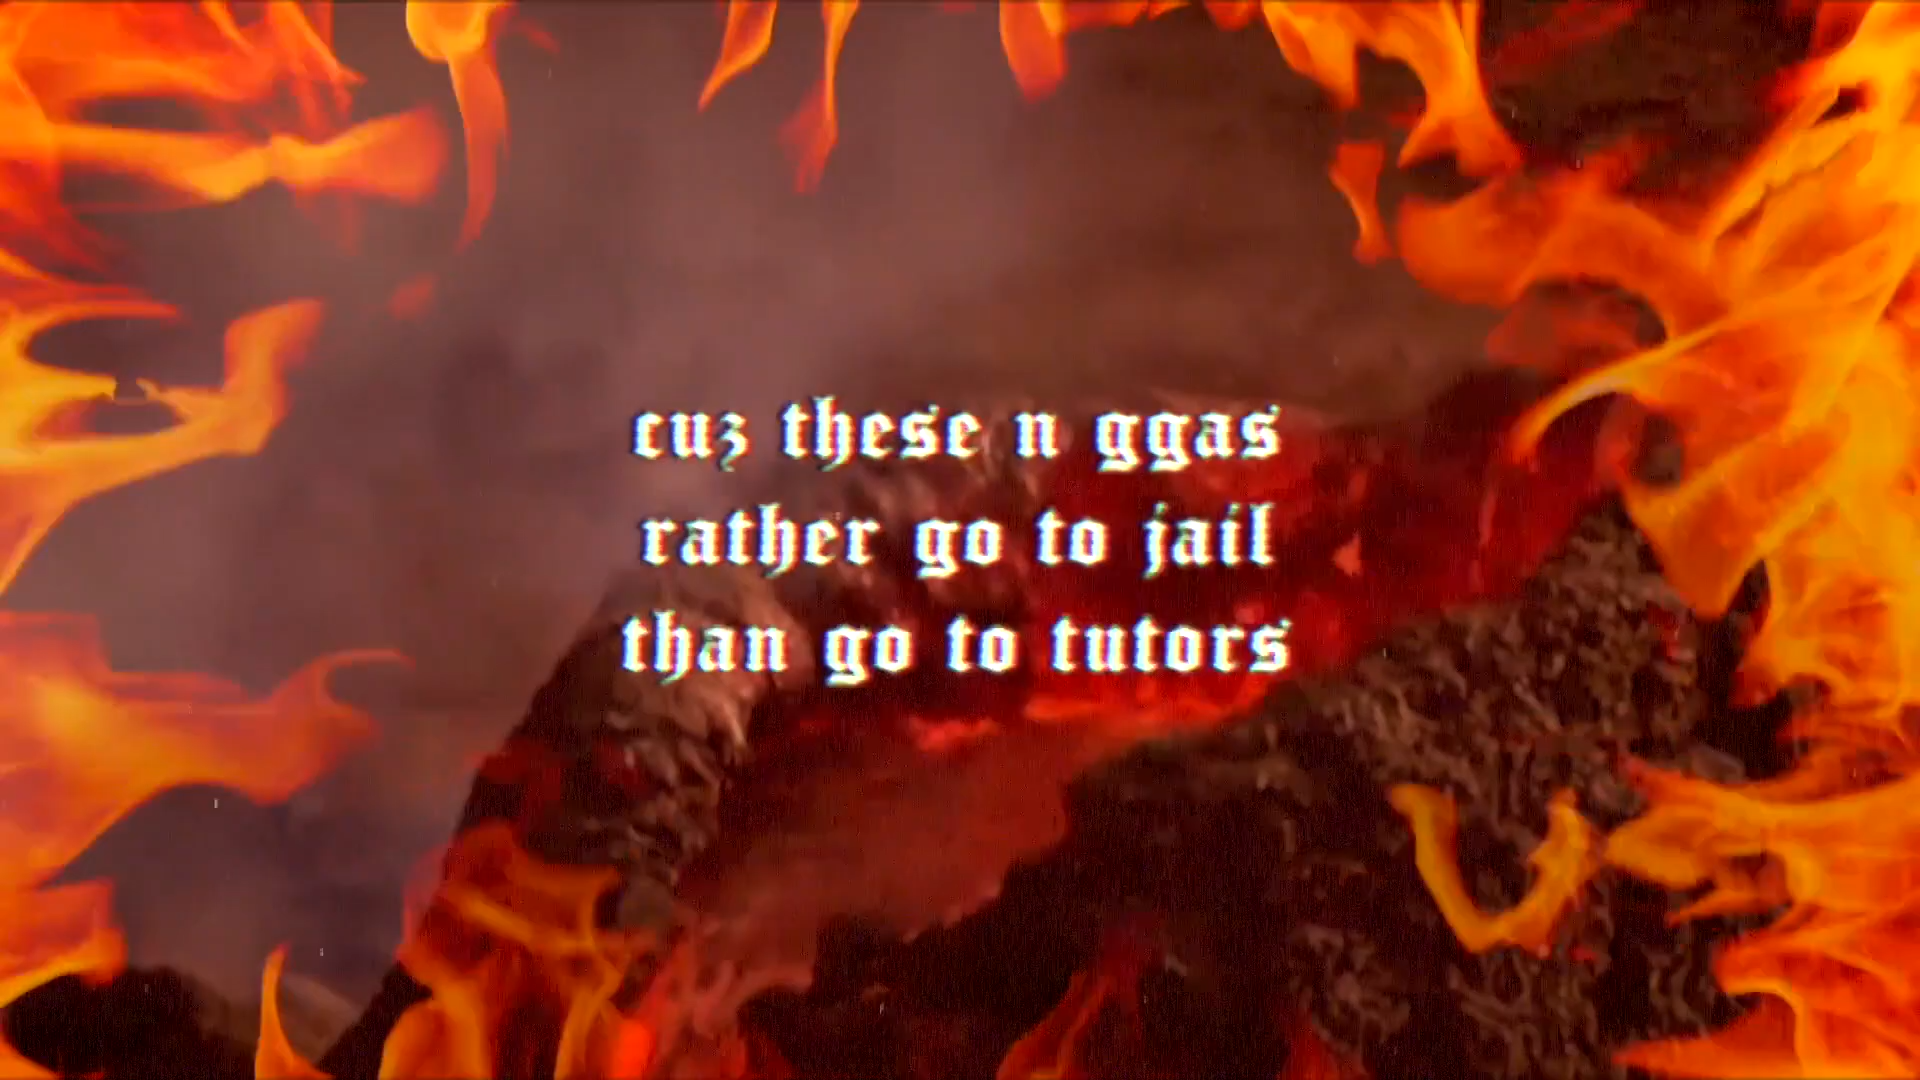 cuz these n ggas
rather go to jail
than go to tutors